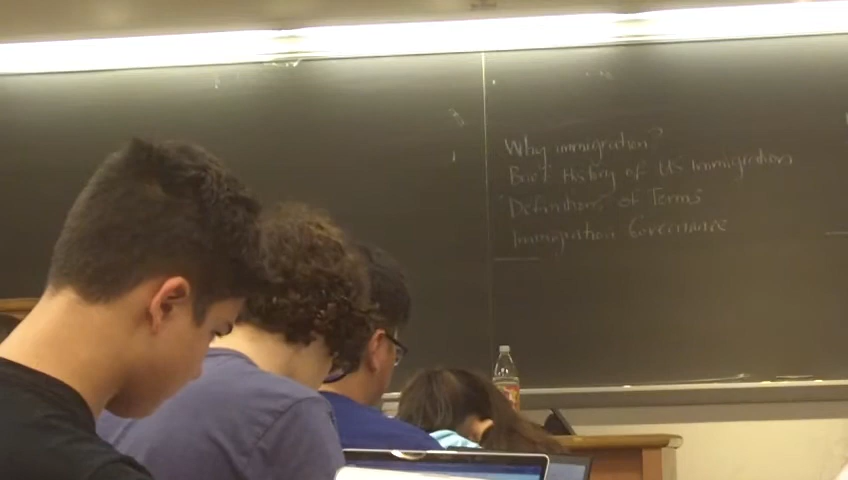 Why immigration?
Brief History of US Immigration
"Definitions" of Terms
Immigration Governance